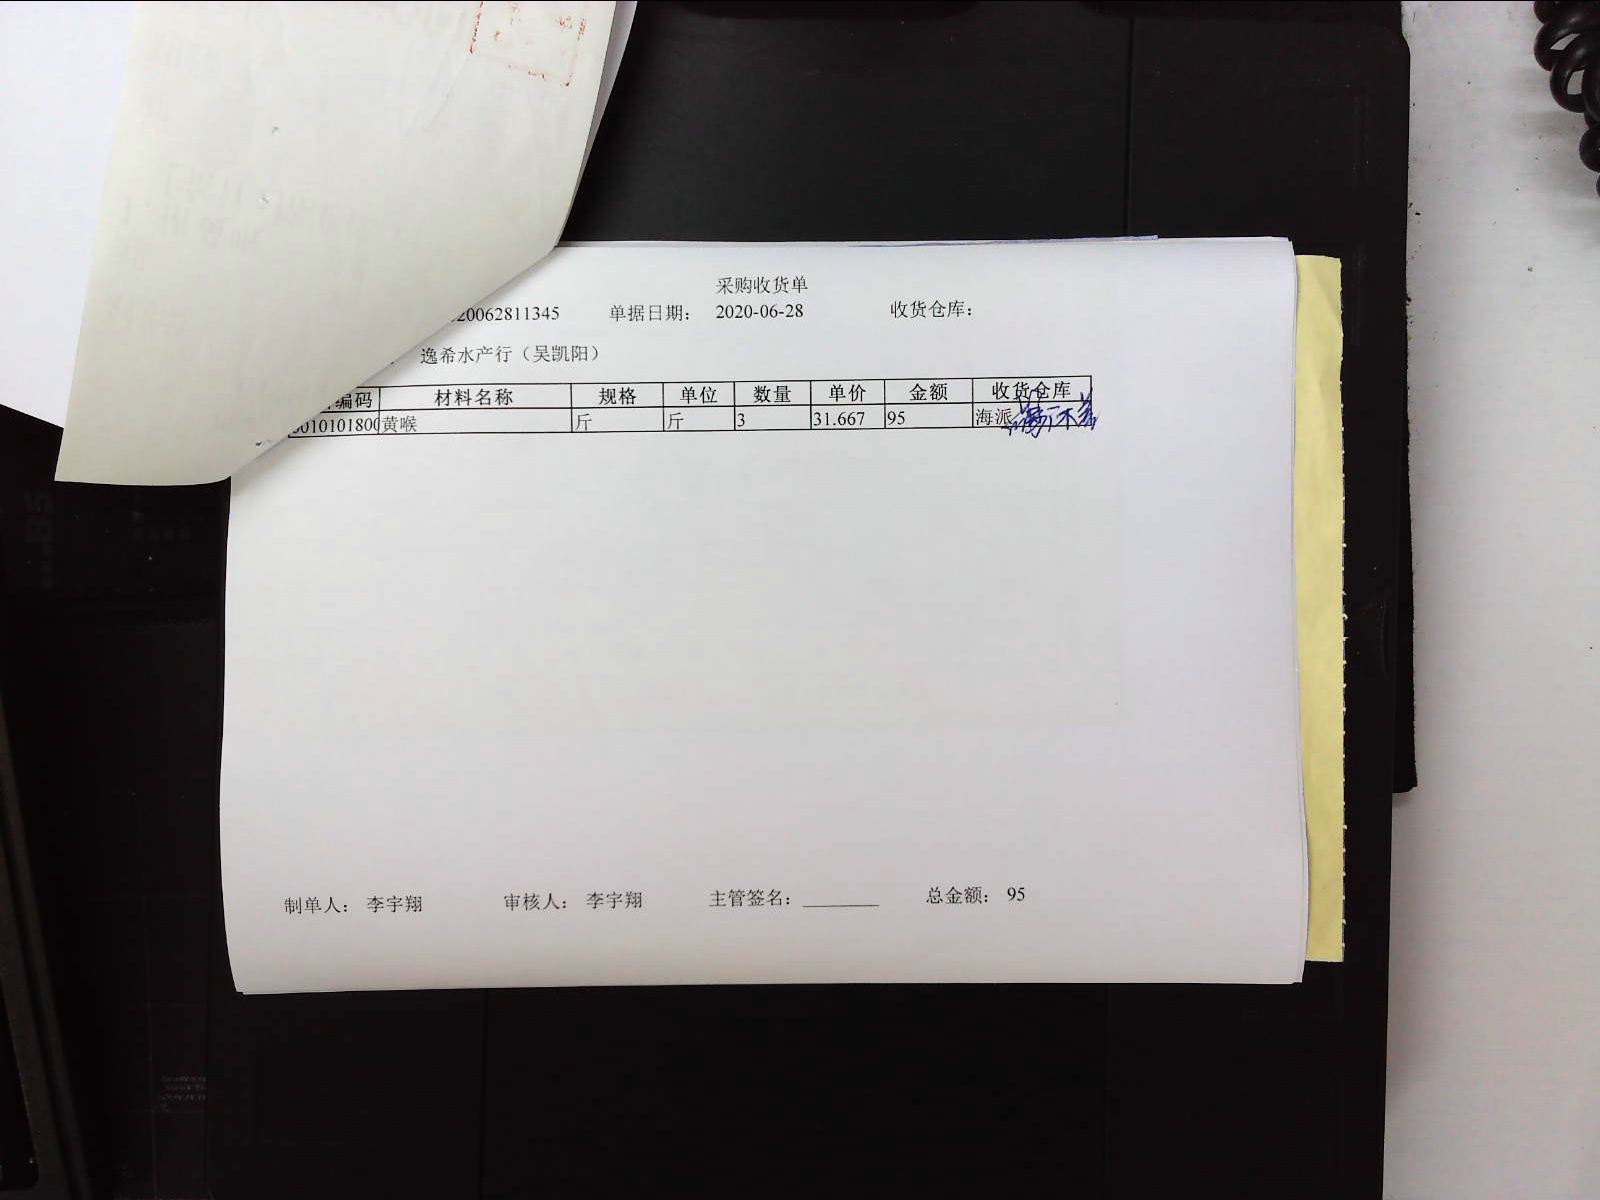 采购收货单
20062811345 单据日期： 2020-06-28 收货仓库：
逸希水产行（吴凯阳）
编码 材料名称 规格 单位 数量 单价 金额 收货仓库
010101800 黄喉 斤 斤 3 31.667 95 海派
制单人： 李宇翔 审核人： 李宇翔 主管签名： 总金额： 95